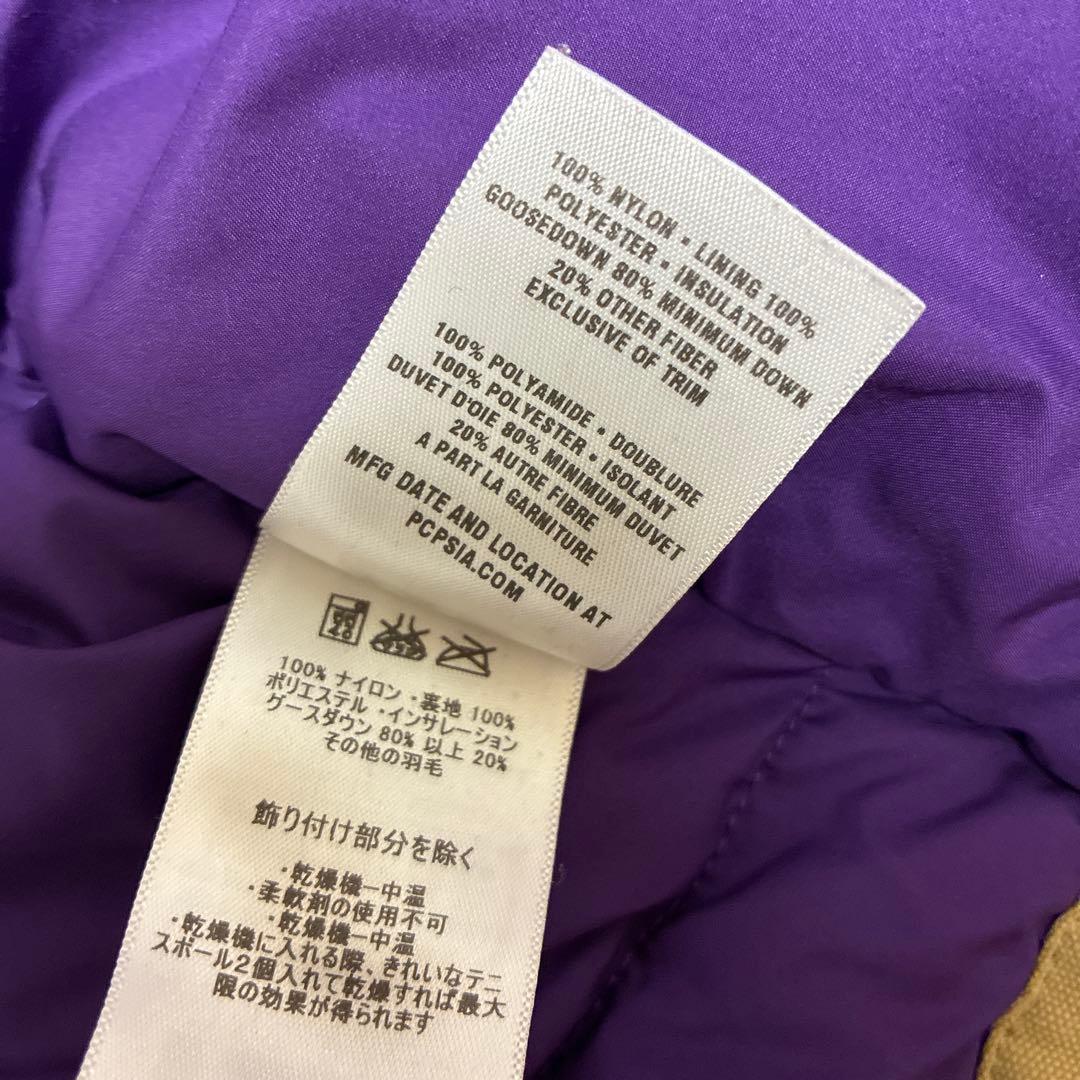 100% NYLON • LINING 100%
POLYESTER • INSULATION
GOOSEDOWN 80% MINIMUM DOWN
20% OTHER FIBER
EXCLUSIVE OF TRIM
100% POLYAMIDE • DOUBLURE
100% POLYESTER • ISOLANT
DUVET D'OIE 80% MINIMUM DUVET
20% AUTRE FIBRE
A PART LA GARNITURE
MFG DATE AND LOCATION AT
PCPSIA.COM
100% ナイロン・裏地 100%
ポリエステル・インサレーション
グースダウン 80% 以上 20%
その他の羽毛
飾り付け部分を除く
・乾燥機ー中温
・柔軟剤の使用不可
・乾燥機ー中温
・乾燥機に入れる際、きれいなテニ
スボール2個入れて乾燥すれば最大
限の効果が得られます